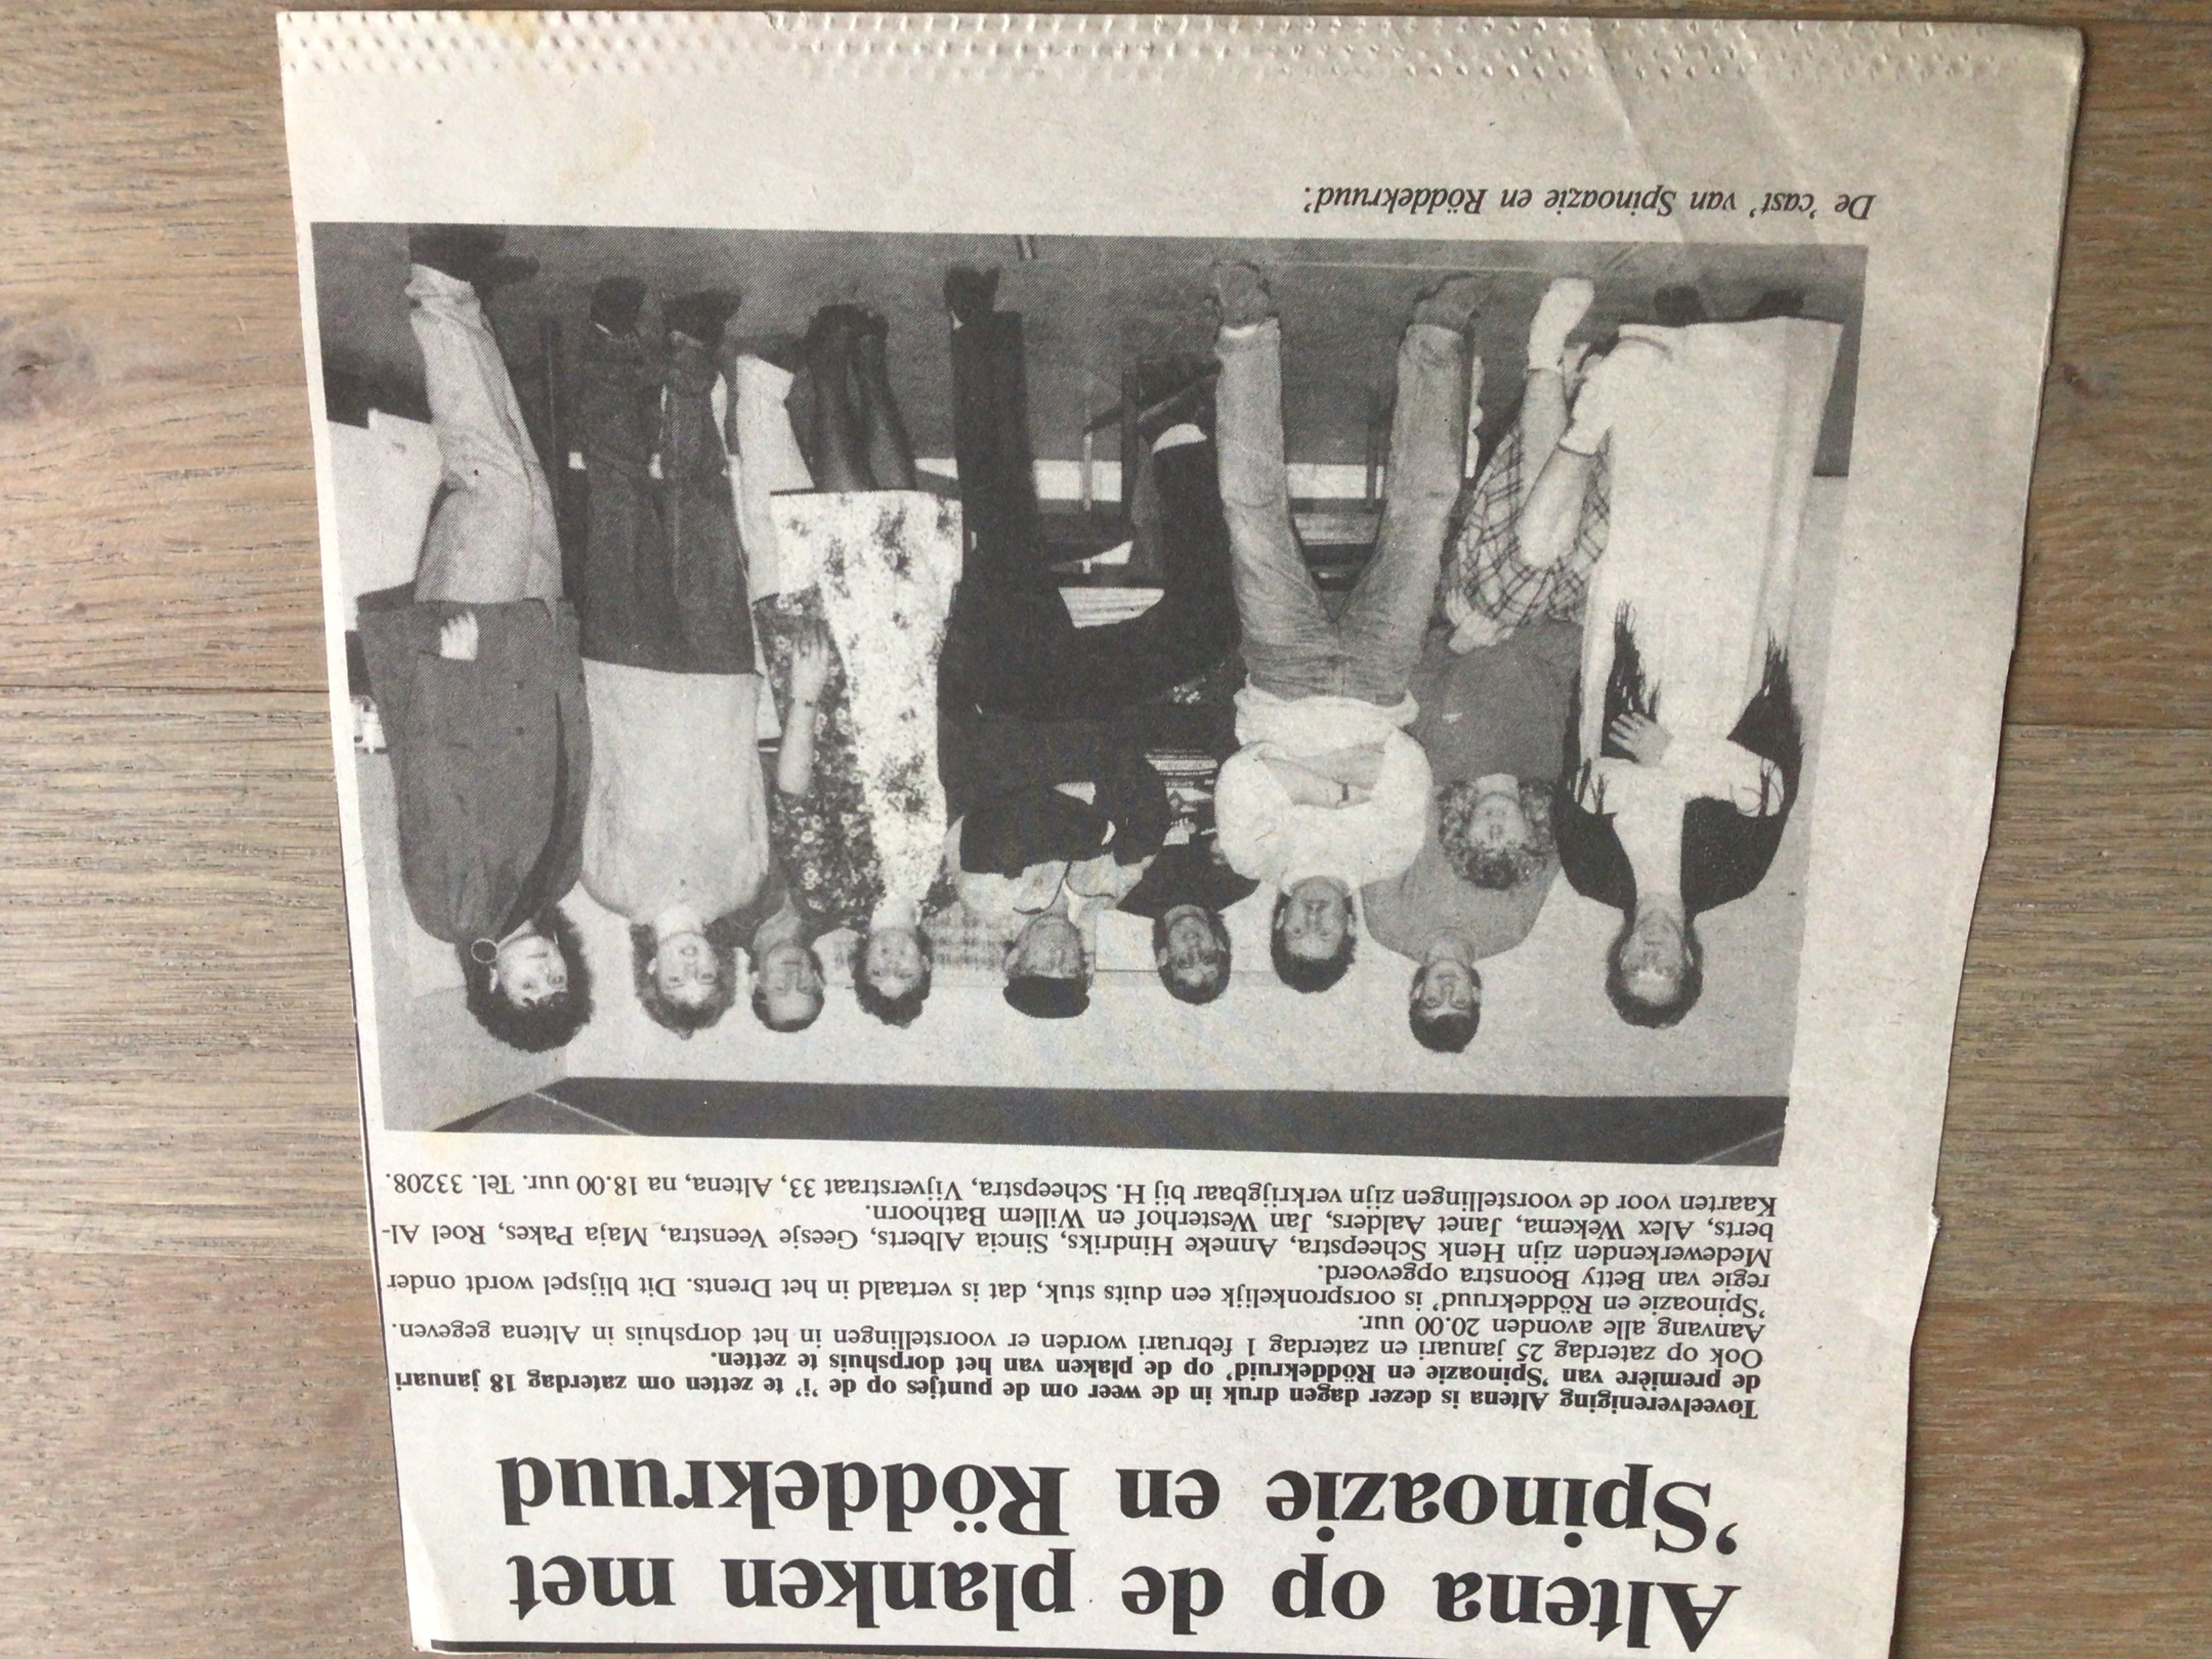 Altena op de planken met
'Spinoazie en Röddekruud
Toveelvereniging Altena is dezer dagen druk in de weer om de puntjes op de 'i' te zetten om zaterdag 18 januari
de première van 'Spinoazie en Röddekruid' op de plaken van het dorpshuis te zetten.
Ook op zaterdag 25 januari en zaterdag 1 februari worden er voorstellingen in het dorpshuis in Altena gegeven.
Aanvang alle avonden 20.00 uur.
'Spinoazie en Röddekruud' is oorspronkelijk een duits stuk, dat is vertaald in het Drents. Dit blijspel wordt onder
regie van Betty Boonstra opgevoerd.
Medewerkenden zijn Henk Scheepstra, Anneke Hindriks, Sincia Alberts, Geesje Veenstra, Maja Pakes, Roel Al-
berts, Alex Wekema, Janet Aalders, Jan Westerhof en Willem Bathoorn.
Kaarten voor de voorstellingen zijn verkrijgbaar bij H. Scheepstra, Vijverstraat 33, Altena, na 18.00 uur. Tel. 33208.
De 'cast' van Spinoazie en Röddekruud'.